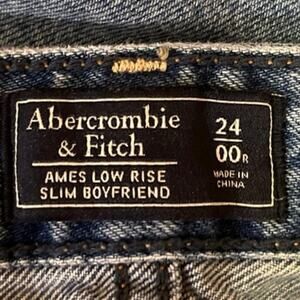 Abercrombie
& Fitch
AMES LOW RISE
SLIM BOYFRIEND
24
00R
MADE IN
CHINA